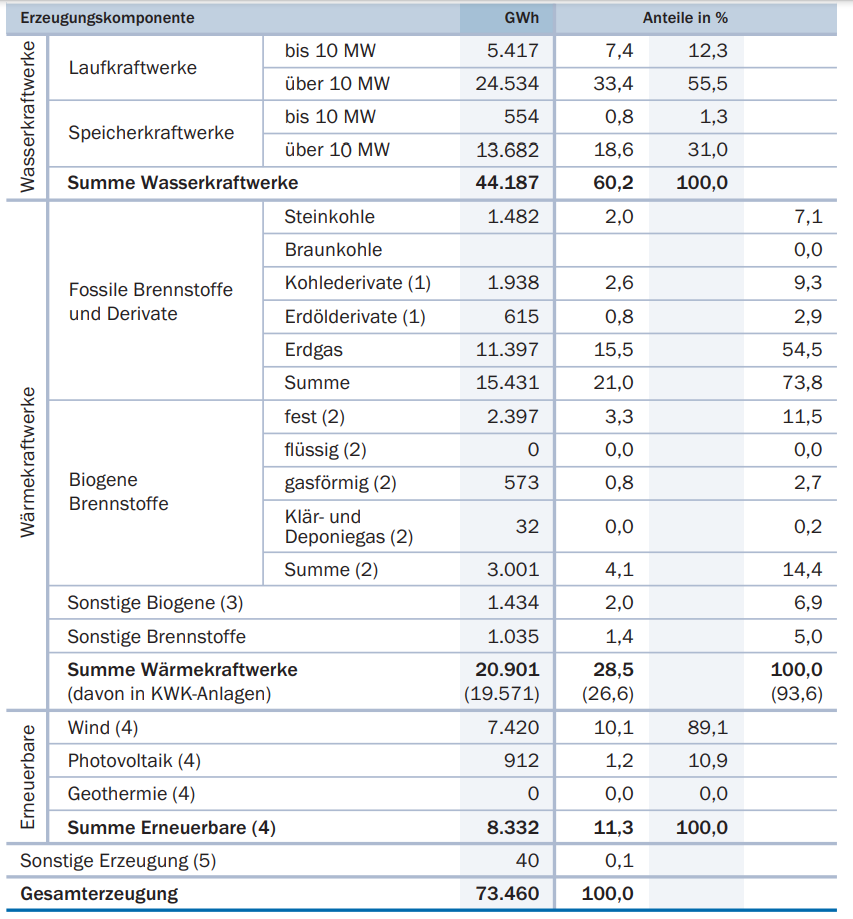 Erzeugungskomponente GWh Anteile in %
Wasserkraftwerke
Laufkraftwerke
bis 10 MW 5.417 7,4 12,3
über 10 MW 24.534 33,4 55,5
Speicherkraftwerke
bis 10 MW 554 0,8 1,3
über 10 MW 13.682 18,6 31,0
Summe Wasserkraftwerke 44.187 60,2 100,0
Wärmekraftwerke
Fossile Brennstoffe
und Derivate
Steinkohle 1.482 2,0 7,1
Braunkohle 0,0
Kohlederivate (1) 1.938 2,6 9,3
Erdölderivate (1) 615 0,8 2,9
Erdgas 11.397 15,5 54,5
Summe 15.431 21,0 73,8
Biogene
Brennstoffe
fest (2) 2.397 3,3 11,5
flüssig (2) 0 0,0 0,0
gasförmig (2) 573 0,8 2,7
Klär- und
Deponiegas (2) 32 0,0 0,2
Summe (2) 3.001 4,1 14,4
Sonstige Biogene (3) 1.434 2,0 6,9
Sonstige Brennstoffe 1.035 1,4 5,0
Summe Wärmekraftwerke 20.901 28,5 100,0
(davon in KWK-Anlagen) (19.571) (26,6) (93,6)
Erneuerbare
Wind (4) 7.420 10,1 89,1
Photovoltaik (4) 912 1,2 10,9
Geothermie (4) 0 0,0 0,0
Summe Erneuerbare (4) 8.332 11,3 100,0
Sonstige Erzeugung (5) 40 0,1
Gesamterzeugung 73.460 100,0